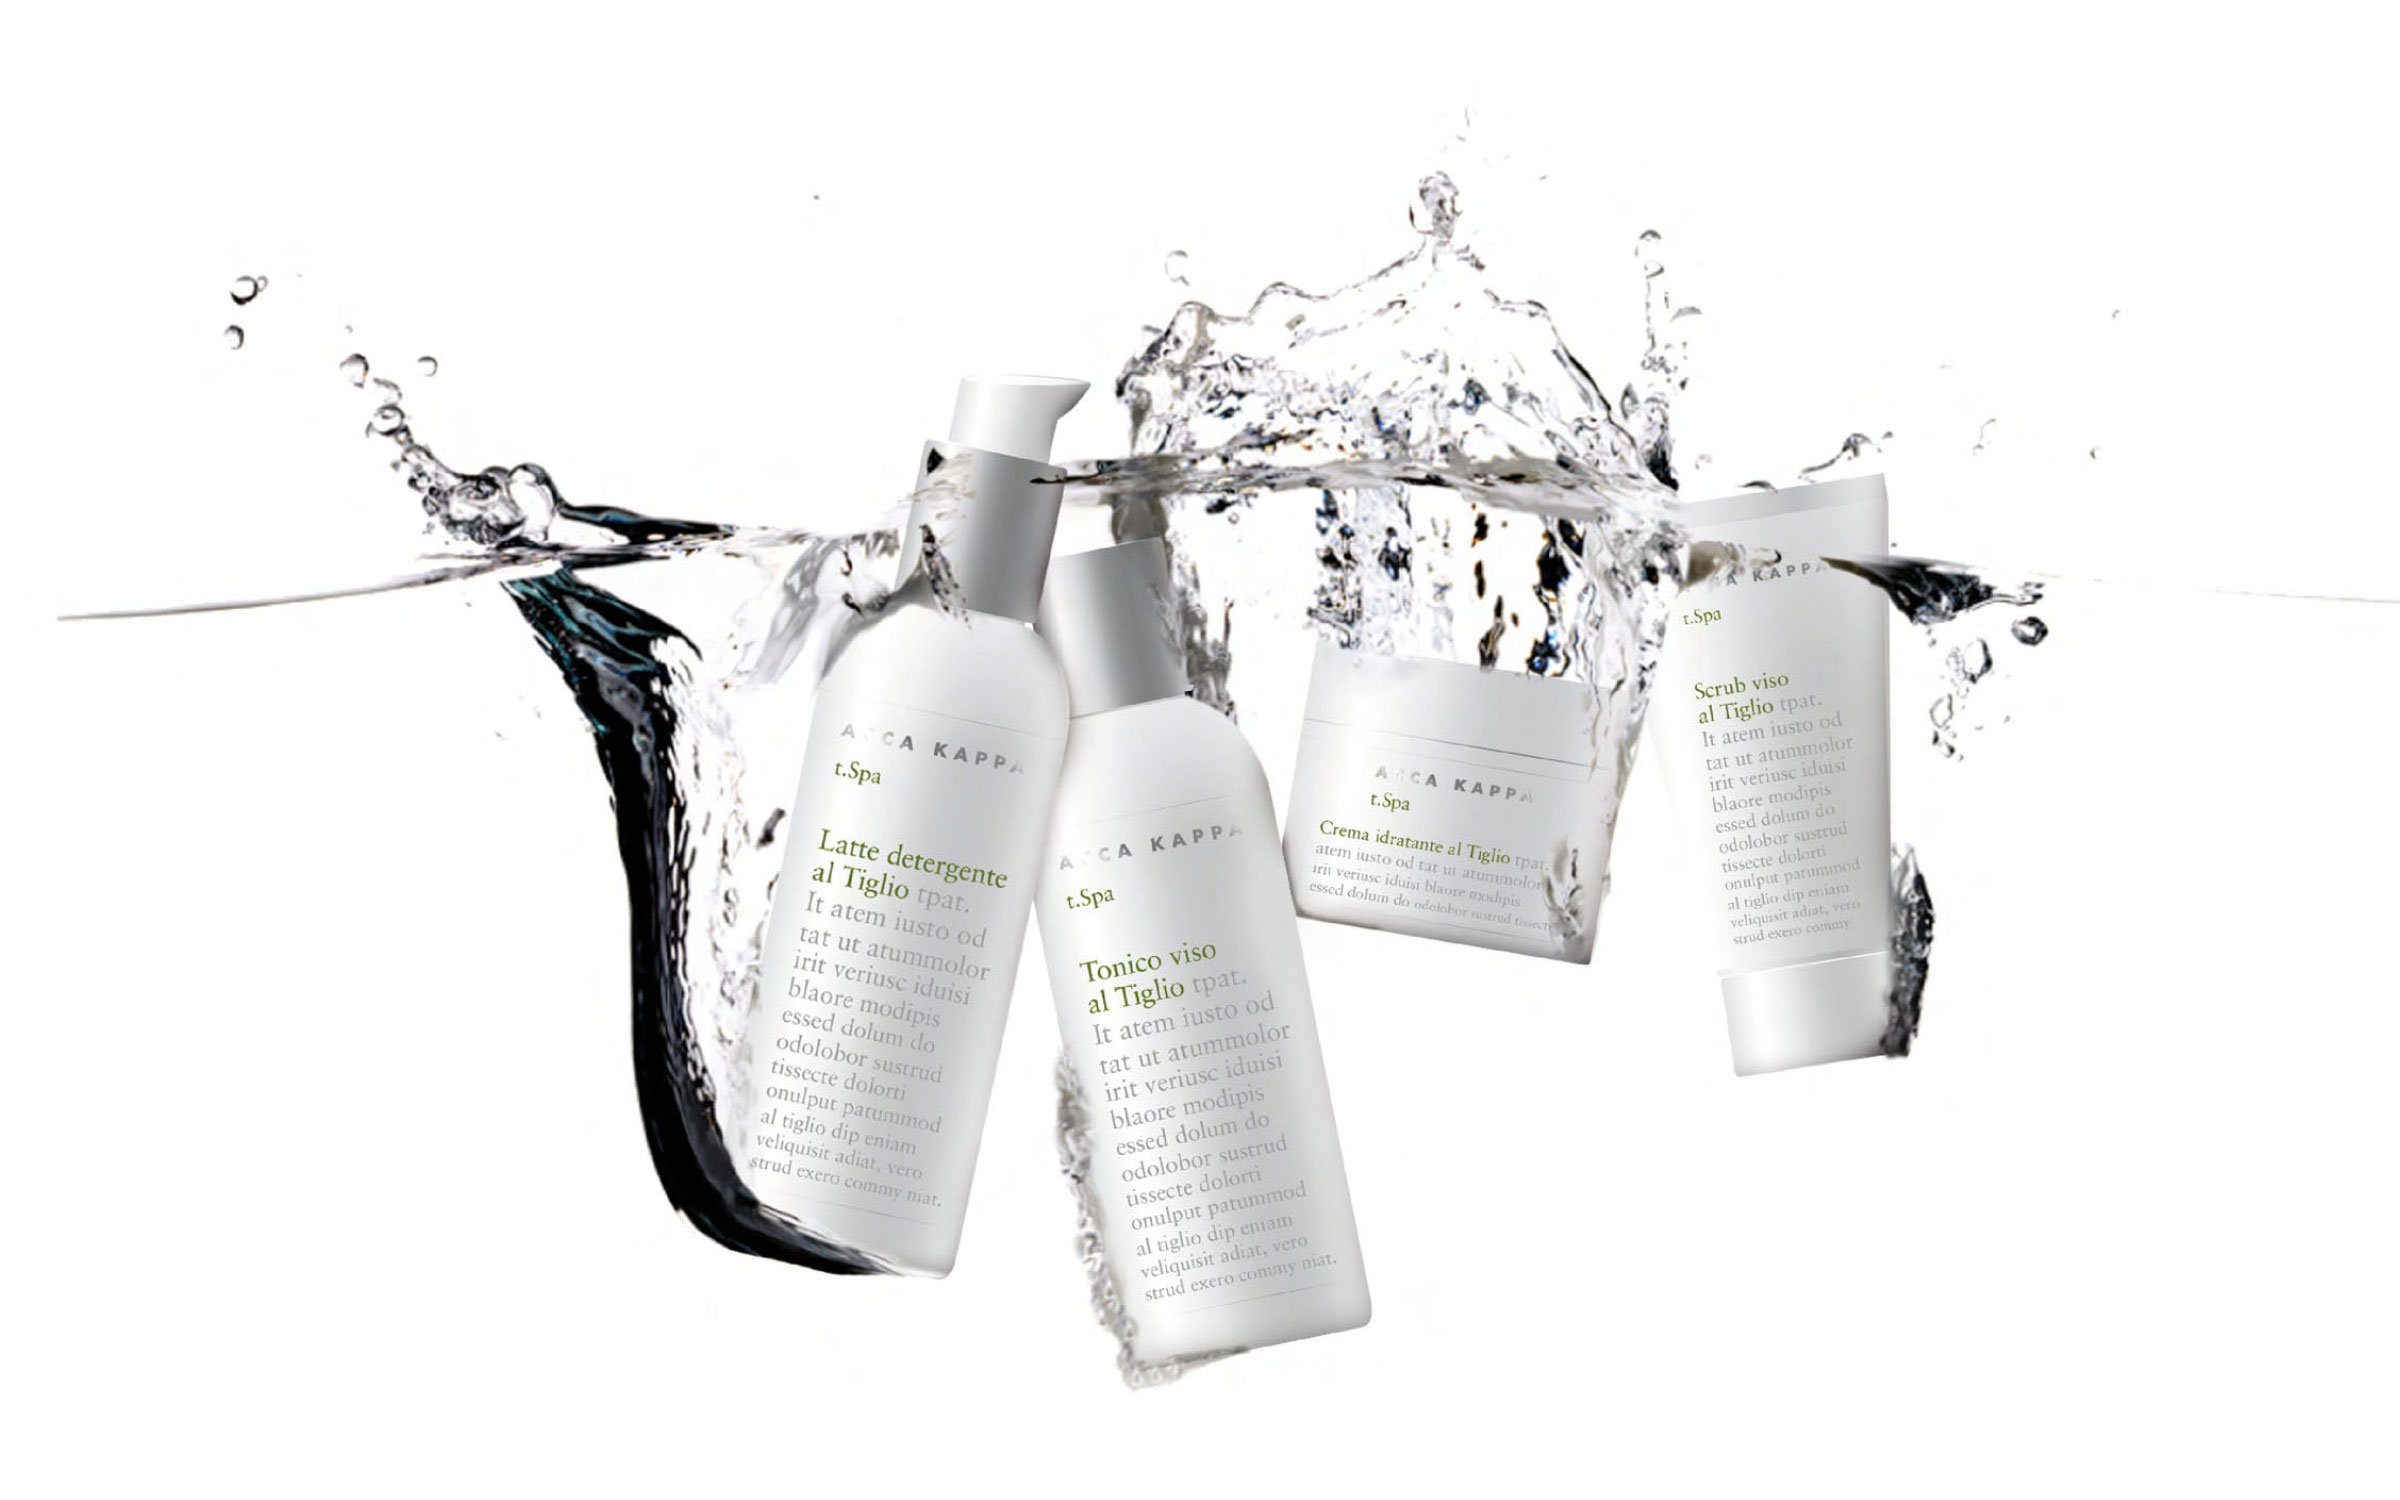 ACCA KAPPA
t.Spa
Latte detergente
al Tiglio tpat.
It atem iusto od
tat ut atummolor
irit veriusc iduisi
blaore modipis
essed dolum do
odolobor sustrud
tissecte dolorti
onulput patummod
al tiglio dip eniam
veliquisit adiat, vero
strud exero commy niat.
ACCA KAPPA
t.Spa
Tonico viso
al Tiglio tpat.
It atem iusto od
tat ut atummolor
irit veriusc iduisi
blaore modipis
essed dolum do
odolobor sustrud
tissecte dolorti
onulput patummod
al tiglio dip eniam
veliquisit adiat, vero
strud exero commy niat.
ACCA KAPPA
t.Spa
Crema idratante al Tiglio tpat.
atem iusto od tat ut atummolor
irit veriusc iduisi blaore modipis
essed dolum do odolobor sustrud tissect
KAPPA
t.Spa
Scrub viso
al Tiglio tpat.
It atem iusto od
tat ut atummolor
irit veriusc iduisi
blaore modipis
essed dolum do
odolobor sustrud
tissecte dolorti
onulput patummod
al tiglio dip eniam
veliquisit adiat, vero
strud exero commy